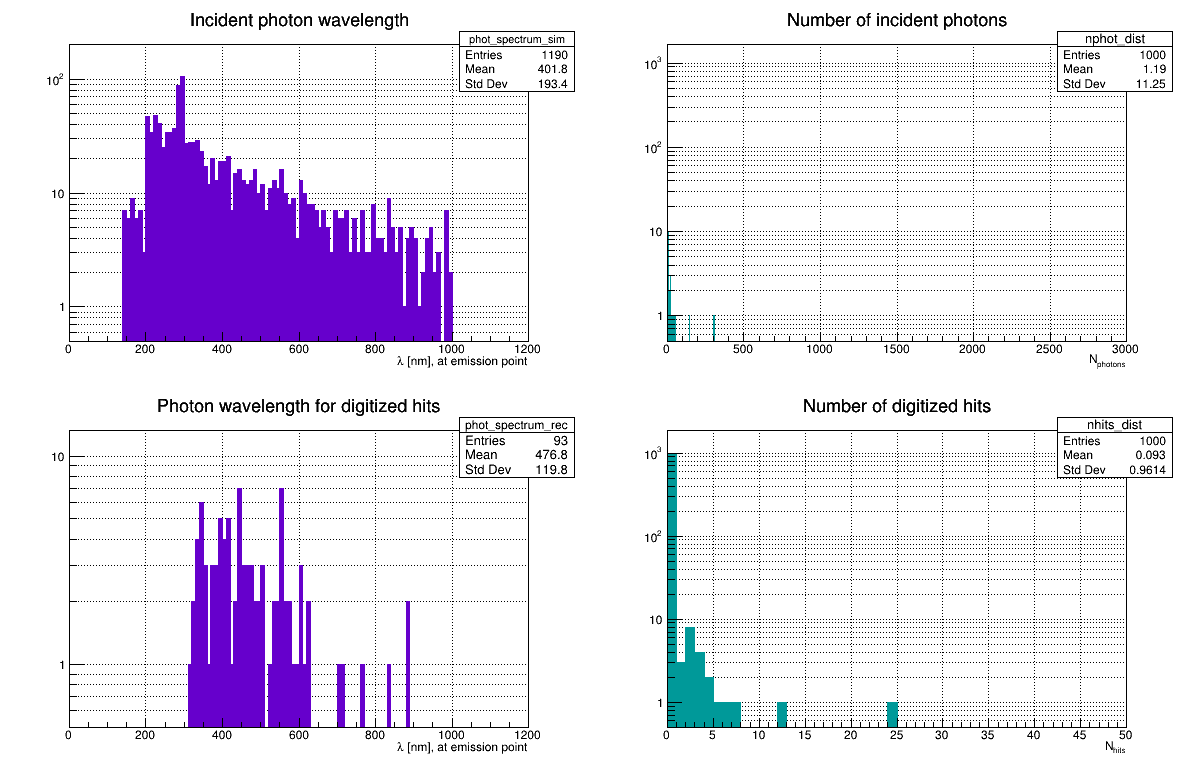 Incident photon wavelength
phot_spectrum_sim
Entries 1190
Mean 401.8
Std Dev 193.4
10²
10
1
0 200 400 600 800 1000 1200
λ [nm], at emission point
Number of incident photons
nphot_dist
Entries 1000
Mean 1.19
Std Dev 11.25
10³
10²
10
1
0 500 1000 1500 2000 2500 3000
N_photons
Photon wavelength for digitized hits
phot_spectrum_rec
Entries 93
Mean 476.8
Std Dev 119.8
10
1
0 200 400 600 800 1000 1200
λ [nm], at emission point
Number of digitized hits
nhits_dist
Entries 1000
Mean 0.093
Std Dev 0.9614
10³
10²
10
1
0 5 10 15 20 25 30 35 40 45 50
N_hits